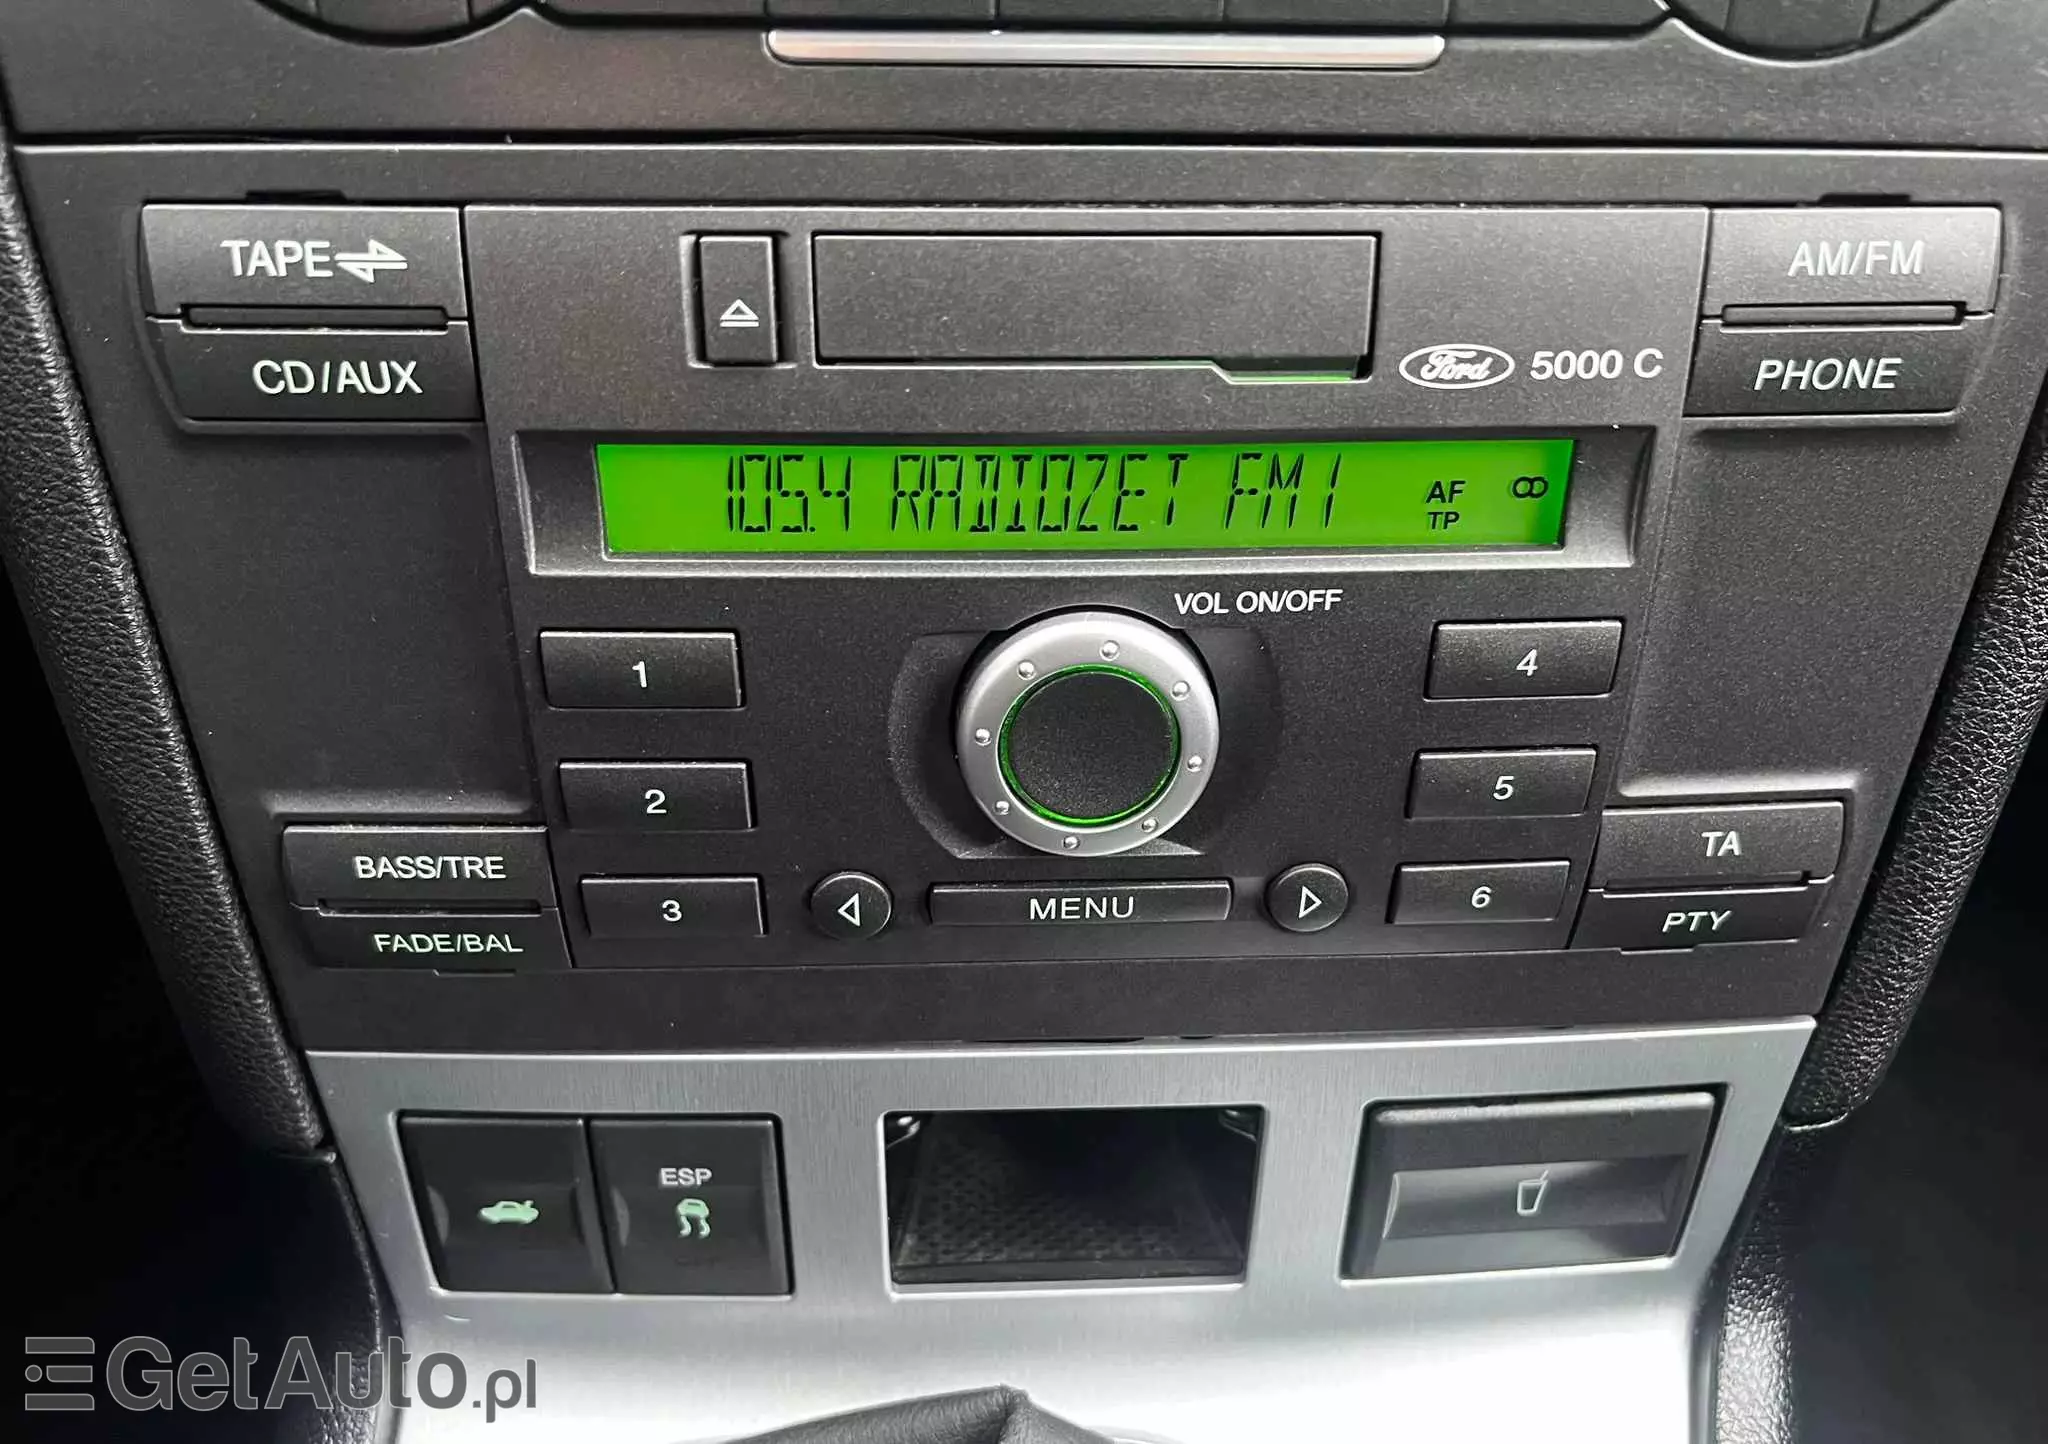 TAPE
AM/FM
Ford 5000 C
CD/AUX
PHONE
105.4 RADIOZET FM1
AF
TP
VOL ON/OFF
1
4
2
5
BASS/TRE
TA
3
MENU
6
FADE/BAL
PTY
ESP
GetAuto.pl